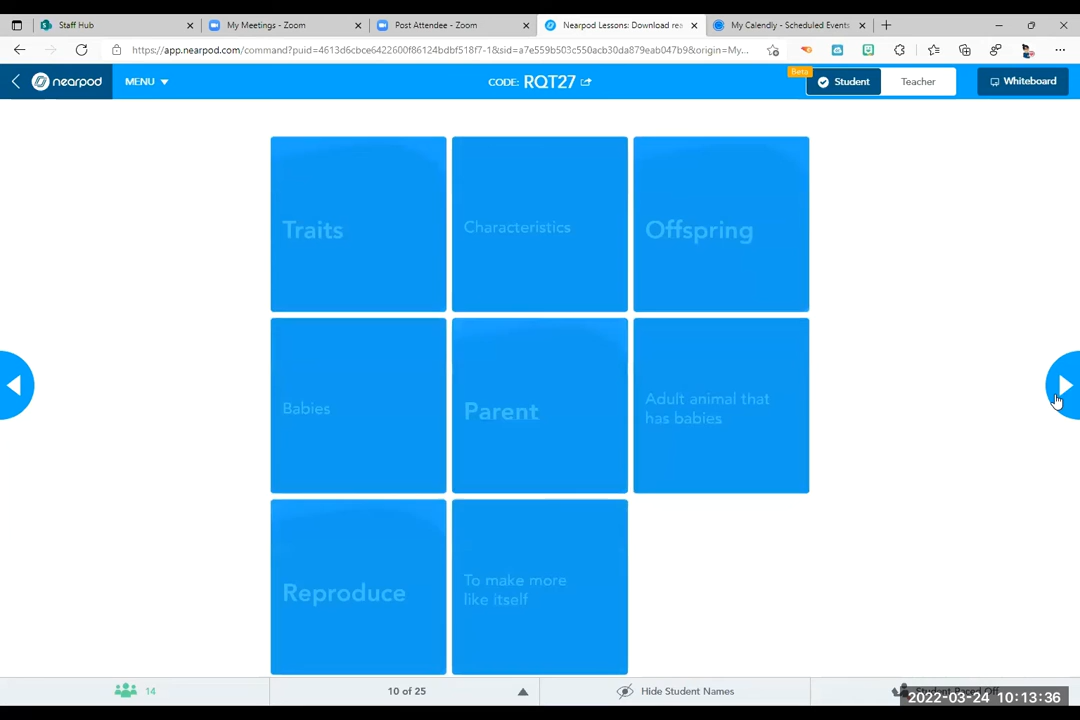 Staff Hub
My Meetings - Zoom
Post Attendee - Zoom
Nearpod Lessons: Download rea
My Calendly - Scheduled Events
https://app.nearpod.com/command?puid=4613d6cbce6422600f86124bdbf518f7-1&sid=a7e559b503c550acb30da879eab047b9&origin=My...
nearpod
MENU
CODE: RQT27
Beta
Student
Teacher
Whiteboard
Traits
Characteristics
Offspring
Babies
Parent
Adult animal that
has babies
Reproduce
To make more
like itself
14
10 of 25
Hide Student Names
2022-03-24 10:13:36